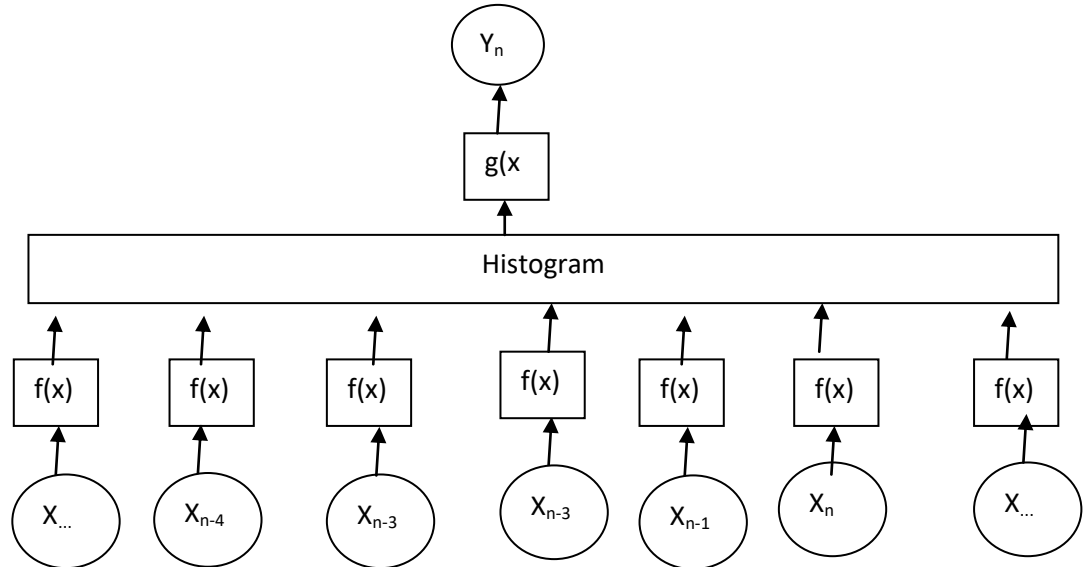 Yₙ
g(x
Histogram
f(x) f(x) f(x) f(x) f(x) f(x) f(x)
X... Xₙ₋₄ Xₙ₋₃ Xₙ₋₃ Xₙ₋₁ Xₙ X...